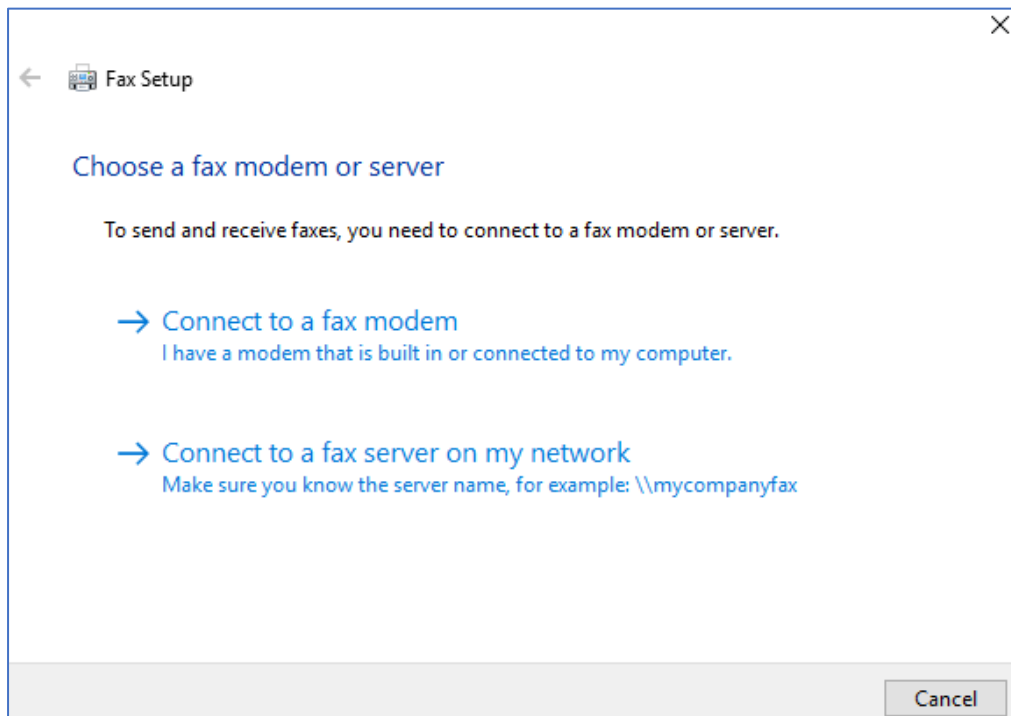 Fax Setup
Choose a fax modem or server
To send and receive faxes, you need to connect to a fax modem or server.
Connect to a fax modem
I have a modem that is built in or connected to my computer.
Connect to a fax server on my network
Make sure you know the server name, for example: \\mycompanyfax
Cancel